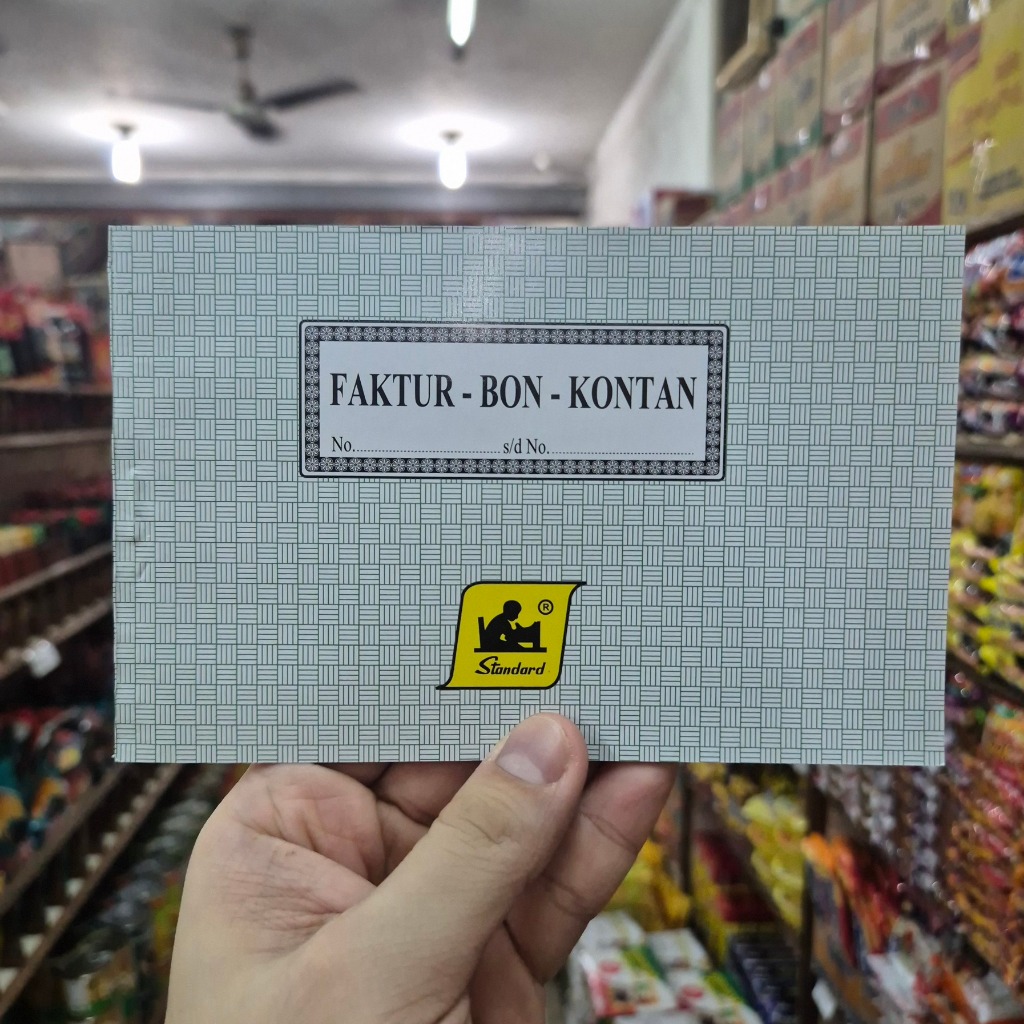 FAKTUR - BON - KONTAN
No..............................................s/d No.............................................
®
Standard